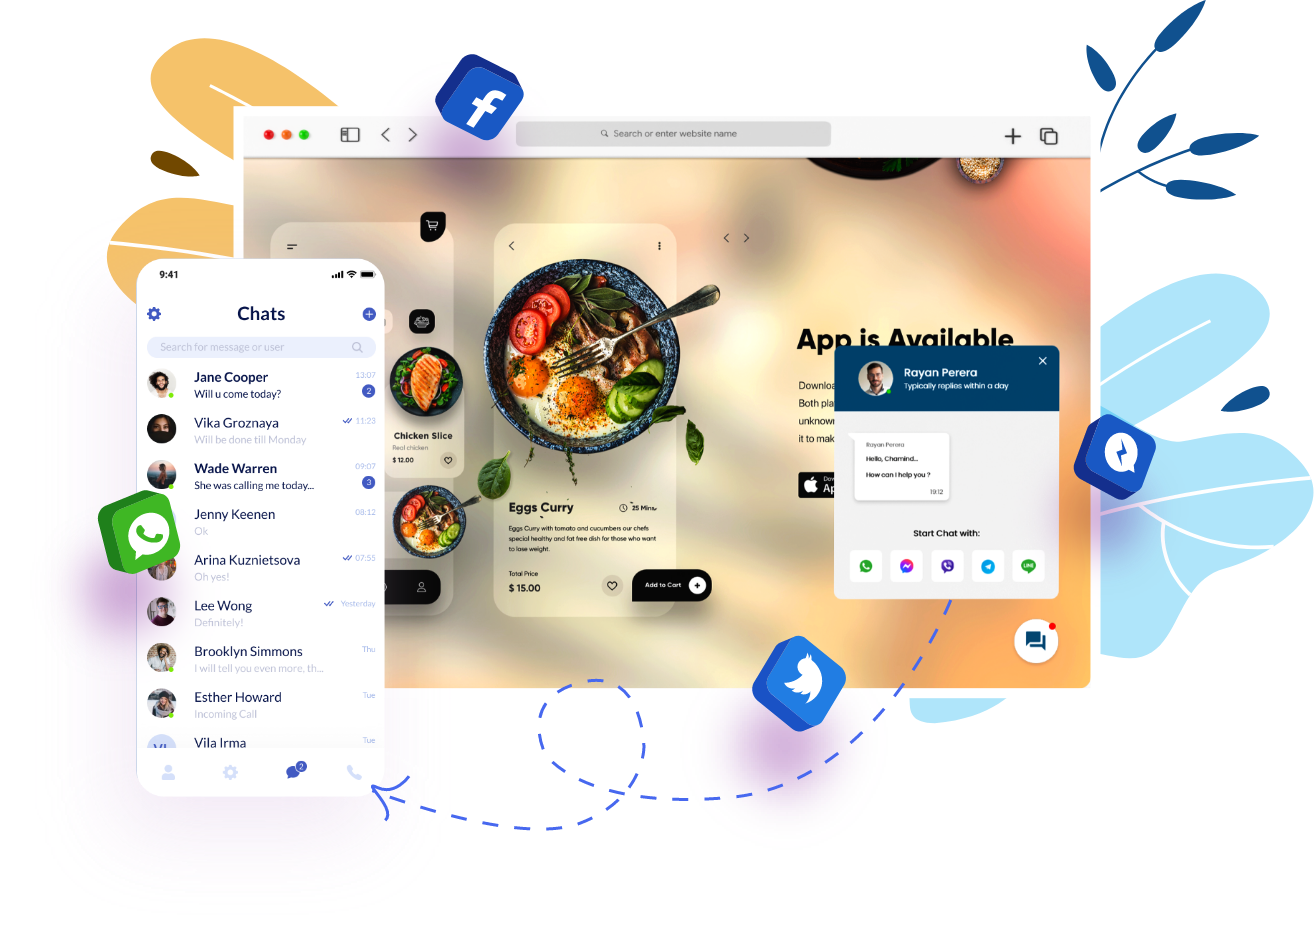 Search or enter website name
9:41
Chats
Search for message or user
Jane Cooper
13:07
Will u come today?
2
Vika Groznaya
11:23
Will be done till Monday
Wade Warren
09:07
She was calling me today...
3
Jenny Keenen
08:12
Ok
Arina Kuznietsova
07:55
Oh yes!
Lee Wong
Yesterday
Definitely!
Brooklyn Simmons
Thu
I will tell you even more, th...
Esther Howard
Tue
Incoming Call
Vila Irma
Tue
2
Chicken Slice
Real chicken
$ 12.00
Eggs Curry
25 Min
Eggs Curry with tomato and cucumbers our chefs
special healthy and fat free dish for those who want
to lose weight.
Total Price
$ 15.00
Add to Cart
App is Available
Both
unknown
it to
Rayan Perera
Typically replies within a day
Rayan Perera
Hello, Chamind...
How can I help you ?
19:12
Start Chat with:
LINE